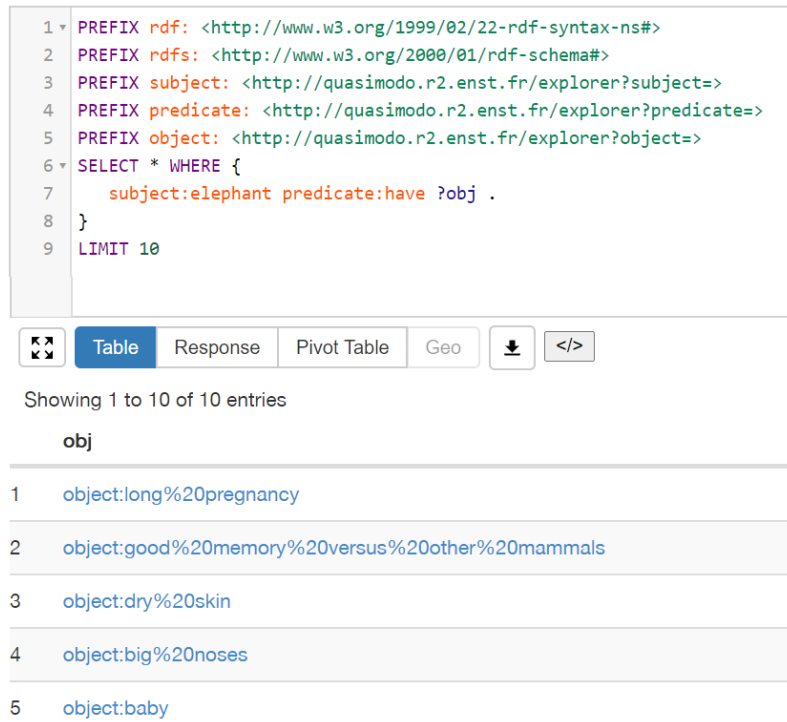 1 PREFIX rdf: <http://www.w3.org/1999/02/22-rdf-syntax-ns#>
2 PREFIX rdfs: <http://www.w3.org/2000/01/rdf-schema#>
3 PREFIX subject: <http://quasimodo.r2.enst.fr/explorer?subject=>
4 PREFIX predicate: <http://quasimodo.r2.enst.fr/explorer?predicate=>
5 PREFIX object: <http://quasimodo.r2.enst.fr/explorer?object=>
6 SELECT * WHERE {
7 subject:elephant predicate:have ?obj .
8 }
9 LIMIT 10
Table Response Pivot Table Geo </>
Showing 1 to 10 of 10 entries
obj
1 object:long%20pregnancy
2 object:good%20memory%20versus%20other%20mammals
3 object:dry%20skin
4 object:big%20noses
5 object:baby